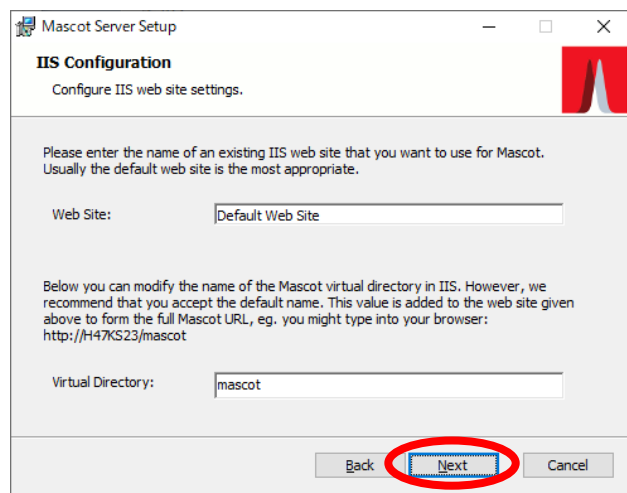 Mascot Server Setup
IIS Configuration
Configure IIS web site settings.
Please enter the name of an existing IIS web site that you want to use for Mascot.
Usually the default web site is the most appropriate.
Web Site:
Default Web Site
Below you can modify the name of the Mascot virtual directory in IIS. However, we
recommend that you accept the default name. This value is added to the web site given
above to form the full Mascot URL, eg. you might type into your browser:
http://H47KS23/mascot
Virtual Directory:
mascot
Back
Next
Cancel